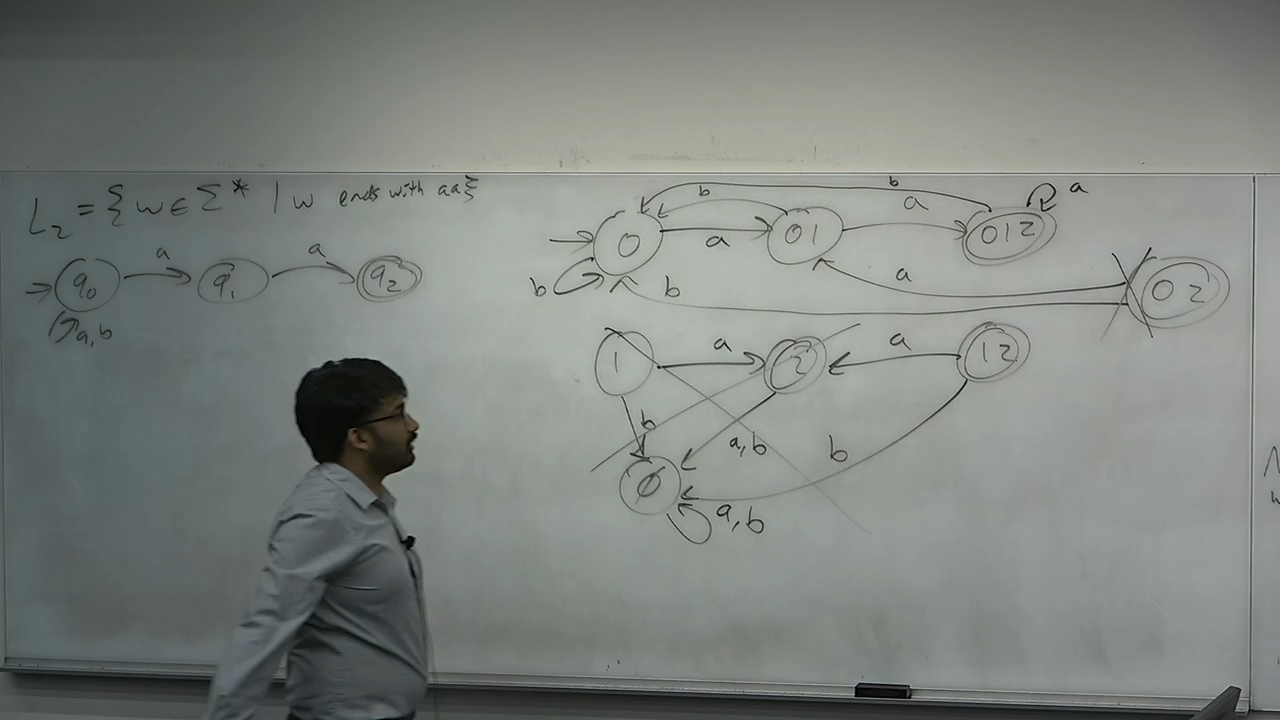 L₂ = { w ∈ Σ* | w ends with aa}
q₀ a q₁ a q₂
a,b
b b
0 a 01 a 012 a
b b a 02
1 a 2 a 12
b a,b b
∅ a,b